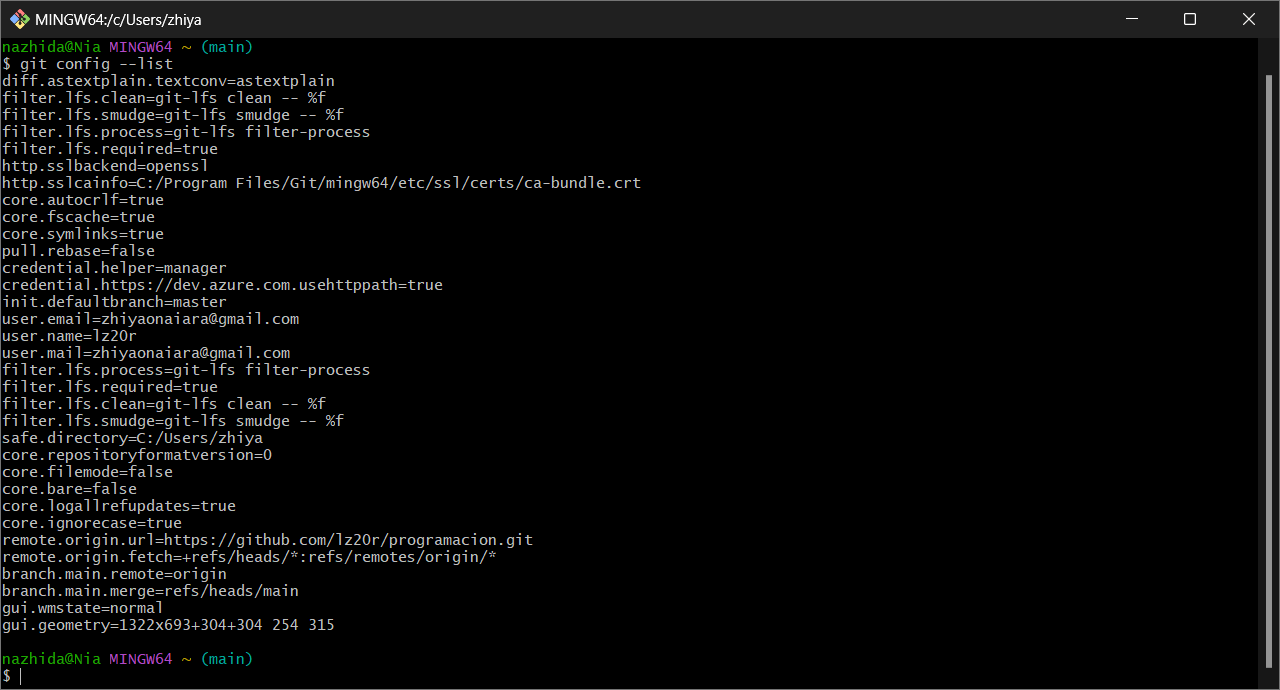 MINGW64:/c/Users/zhiya
nazhida@Nia MINGW64 ~ (main)
$ git config --list
diff.astextplain.textconv=astextplain
filter.lfs.clean=git-lfs clean -- %f
filter.lfs.smudge=git-lfs smudge -- %f
filter.lfs.process=git-lfs filter-process
filter.lfs.required=true
http.sslbackend=openssl
http.sslcainfo=C:/Program Files/Git/mingw64/etc/ssl/certs/ca-bundle.crt
core.autocrlf=true
core.fscache=true
core.symlinks=true
pull.rebase=false
credential.helper=manager
credential.https://dev.azure.com.usehttppath=true
init.defaultbranch=master
user.email=zhiyaonaiara@gmail.com
user.name=lz20r
user.mail=zhiyaonaiara@gmail.com
filter.lfs.process=git-lfs filter-process
filter.lfs.required=true
filter.lfs.clean=git-lfs clean -- %f
filter.lfs.smudge=git-lfs smudge -- %f
safe.directory=C:/Users/zhiya
core.repositoryformatversion=0
core.filemode=false
core.bare=false
core.logallrefupdates=true
core.ignorecase=true
remote.origin.url=https://github.com/lz20r/programacion.git
remote.origin.fetch=+refs/heads/*:refs/remotes/origin/*
branch.main.remote=origin
branch.main.merge=refs/heads/main
gui.wmstate=normal
gui.geometry=1322x693+304+304 254 315
nazhida@Nia MINGW64 ~ (main)
$